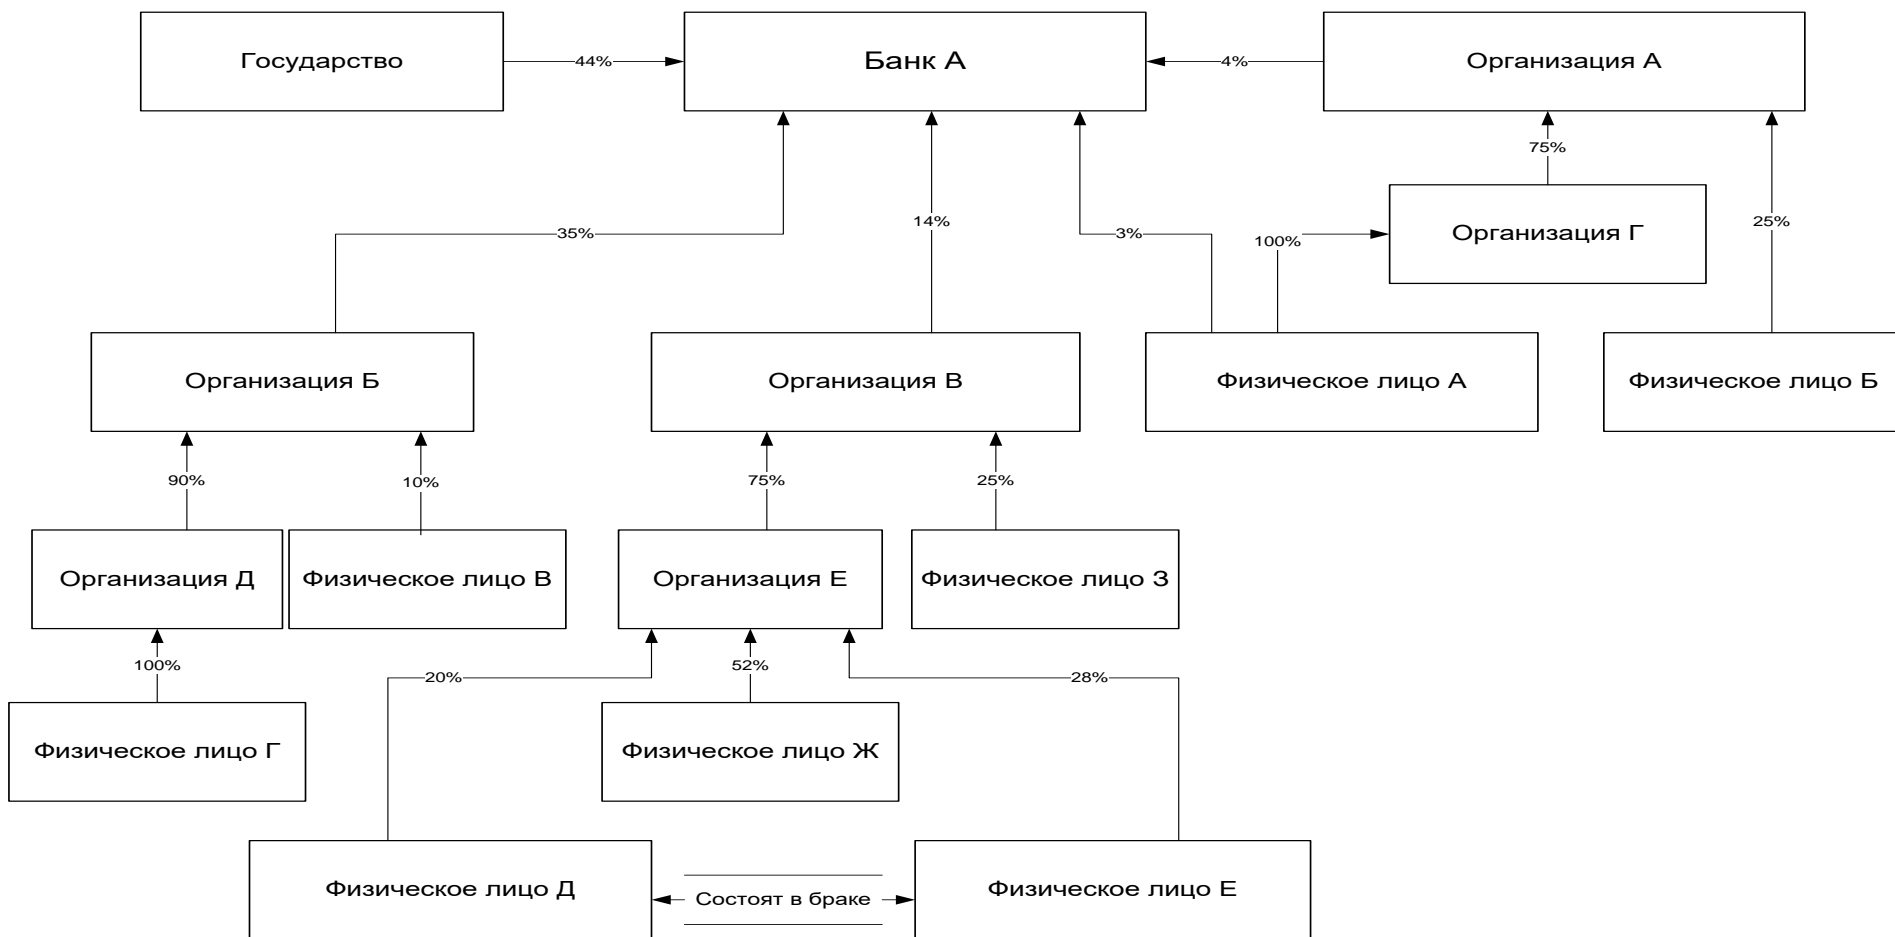 Государство
44%
Банк А
4%
Организация А
75%
35%
14%
3%
100%
Организация Г
25%
Организация Б
Организация В
Физическое лицо А
Физическое лицо Б
90%
10%
75%
25%
Организация Д
Физическое лицо В
Организация Е
Физическое лицо З
100%
20%
52%
28%
Физическое лицо Г
Физическое лицо Ж
Физическое лицо Д
Состоят в браке
Физическое лицо Е